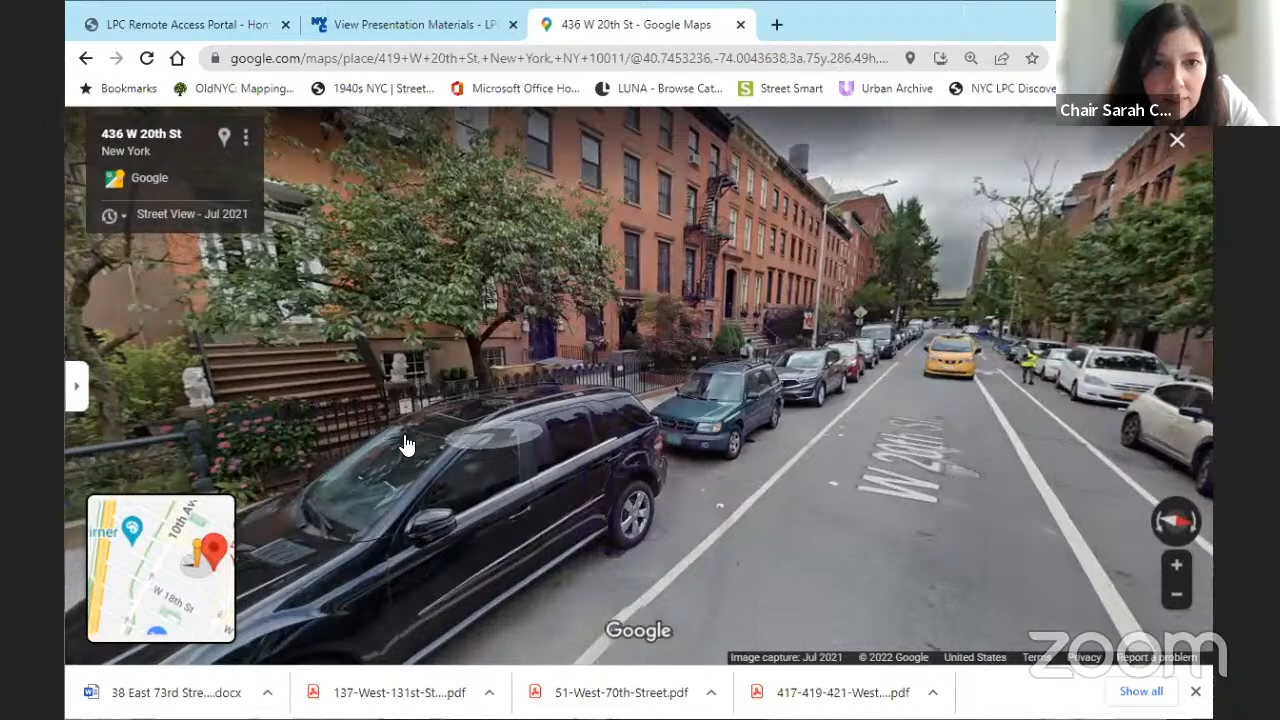 LPC Remote Access Portal - Hom
View Presentation Materials - LP
436 W 20th St - Google Maps
google.com/maps/place/419+W+20th+St,+New+York,+NY+10011/@40.7453236,-74.0043638,3a,75y,286.49h,...
Bookmarks
OldNYC: Mapping...
1940s NYC | Street...
Microsoft Office Ho...
LUNA - Browse Cat...
Street Smart
Urban Archive
NYC LPC Discove
Chair Sarah C...
436 W 20th St
New York
Google
Street View - Jul 2021
W 20th St
10th Av
W 18th St
Google
Image capture: Jul 2021
© 2022 Google
United States
Terms
Privacy
Report a problem
zoom
38 East 73rd Stre....docx
137-West-131st-St....pdf
51-West-70th-Street.pdf
417-419-421-West....pdf
Show all